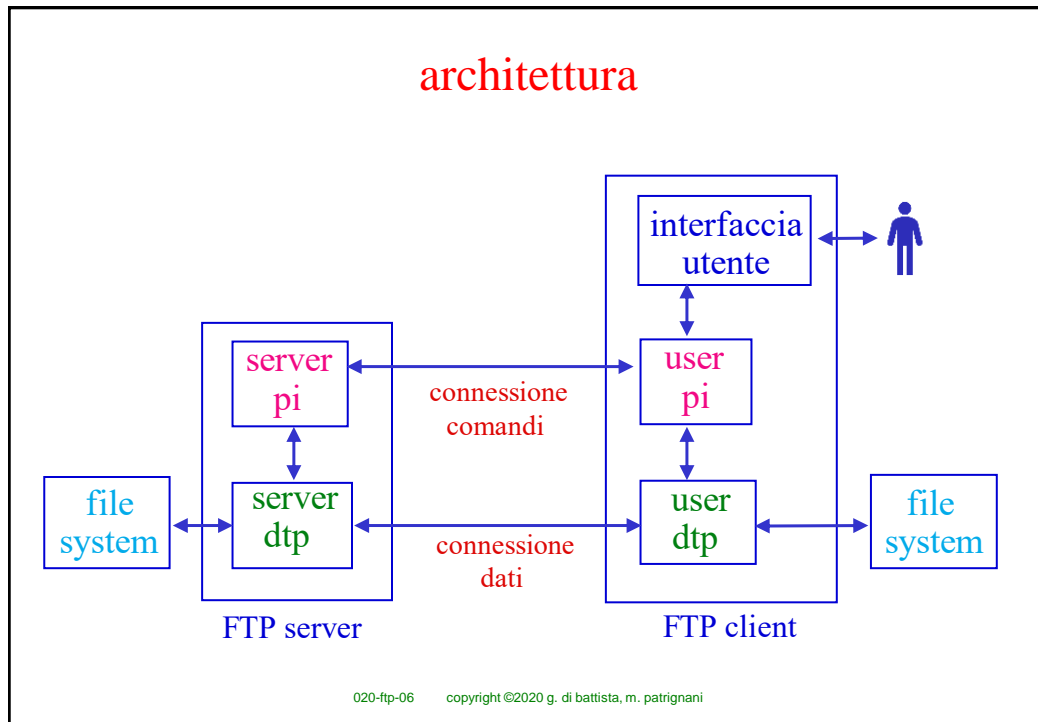 architettura
interfaccia
utente
server
pi
user
pi
connessione
comandi
file
system
server
dtp
user
dtp
file
system
connessione
dati
FTP server
FTP client
020-ftp-06 copyright ©2020 g. di battista, m. patrignani